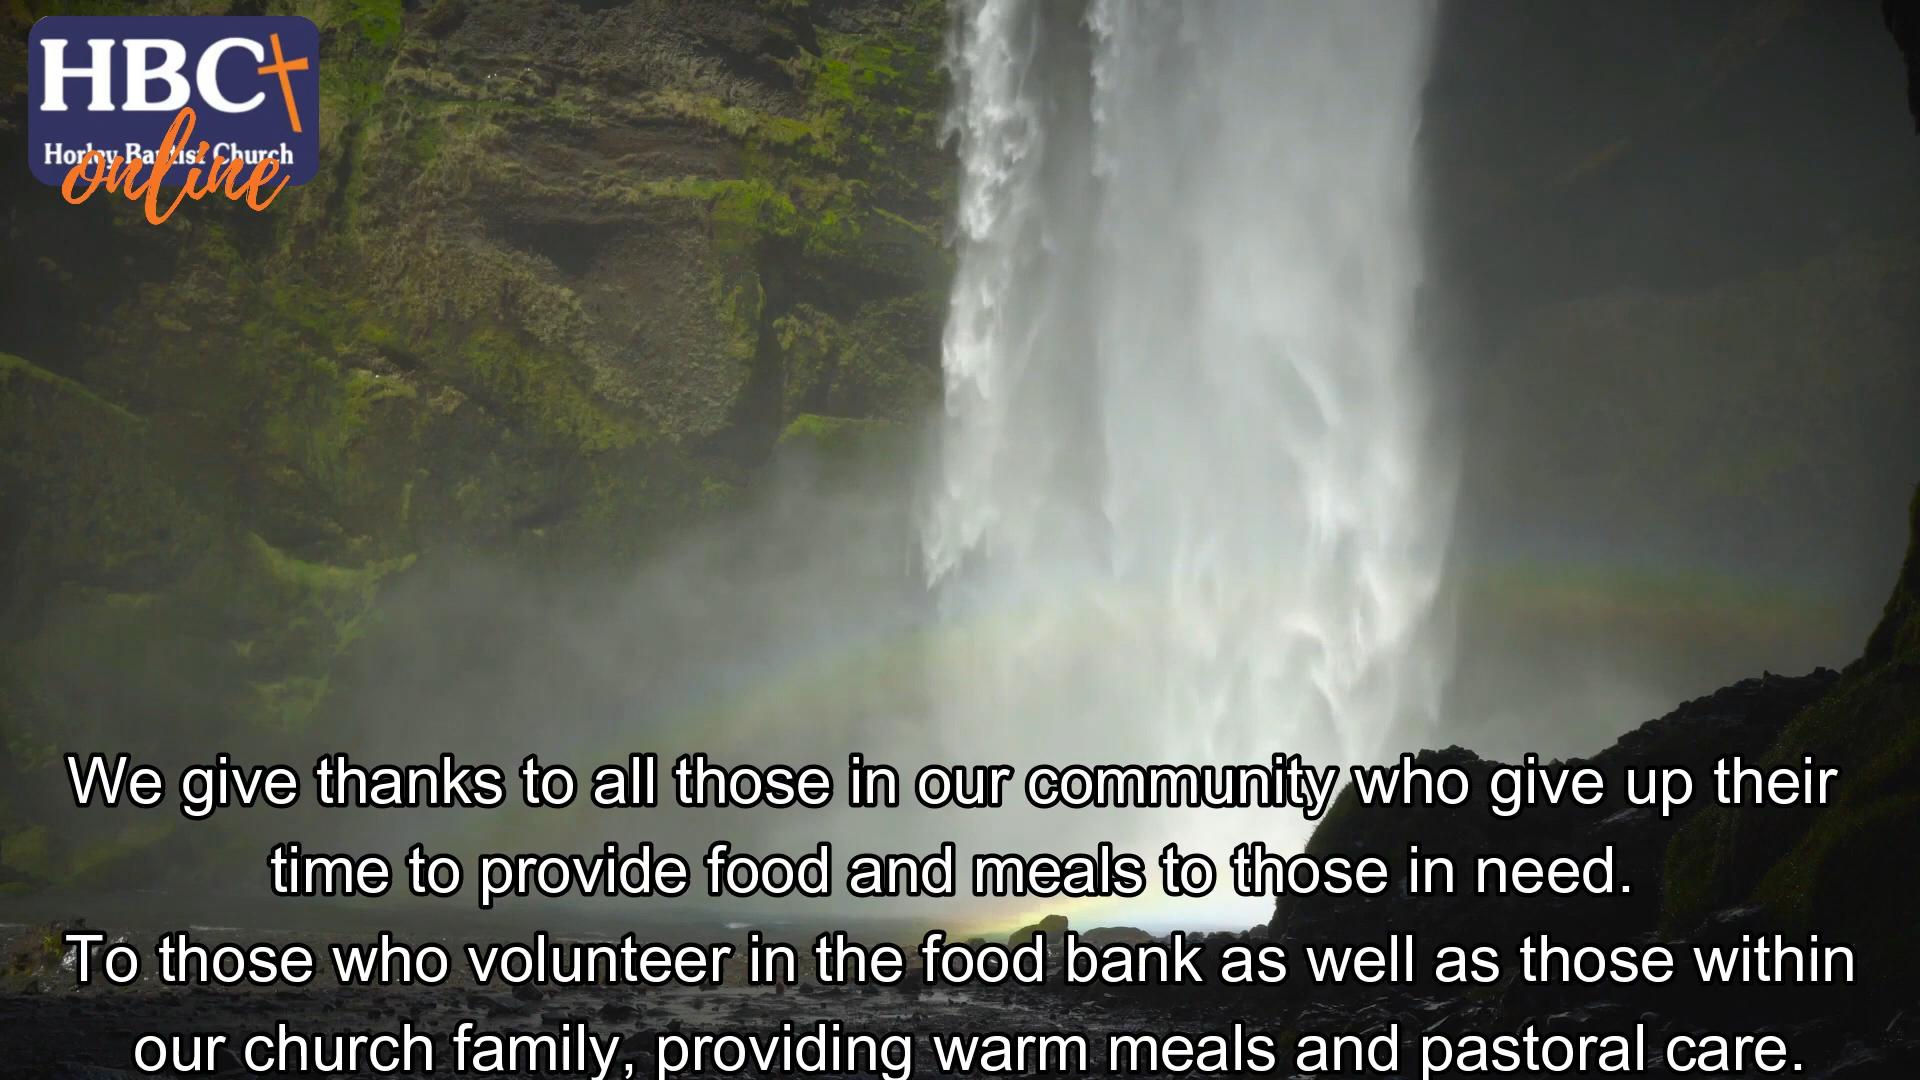 HBC
Horley Baptist Church
online
We give thanks to all those in our community who give up their
time to provide food and meals to those in need.
To those who volunteer in the food bank as well as those within
our church family, providing warm meals and pastoral care.